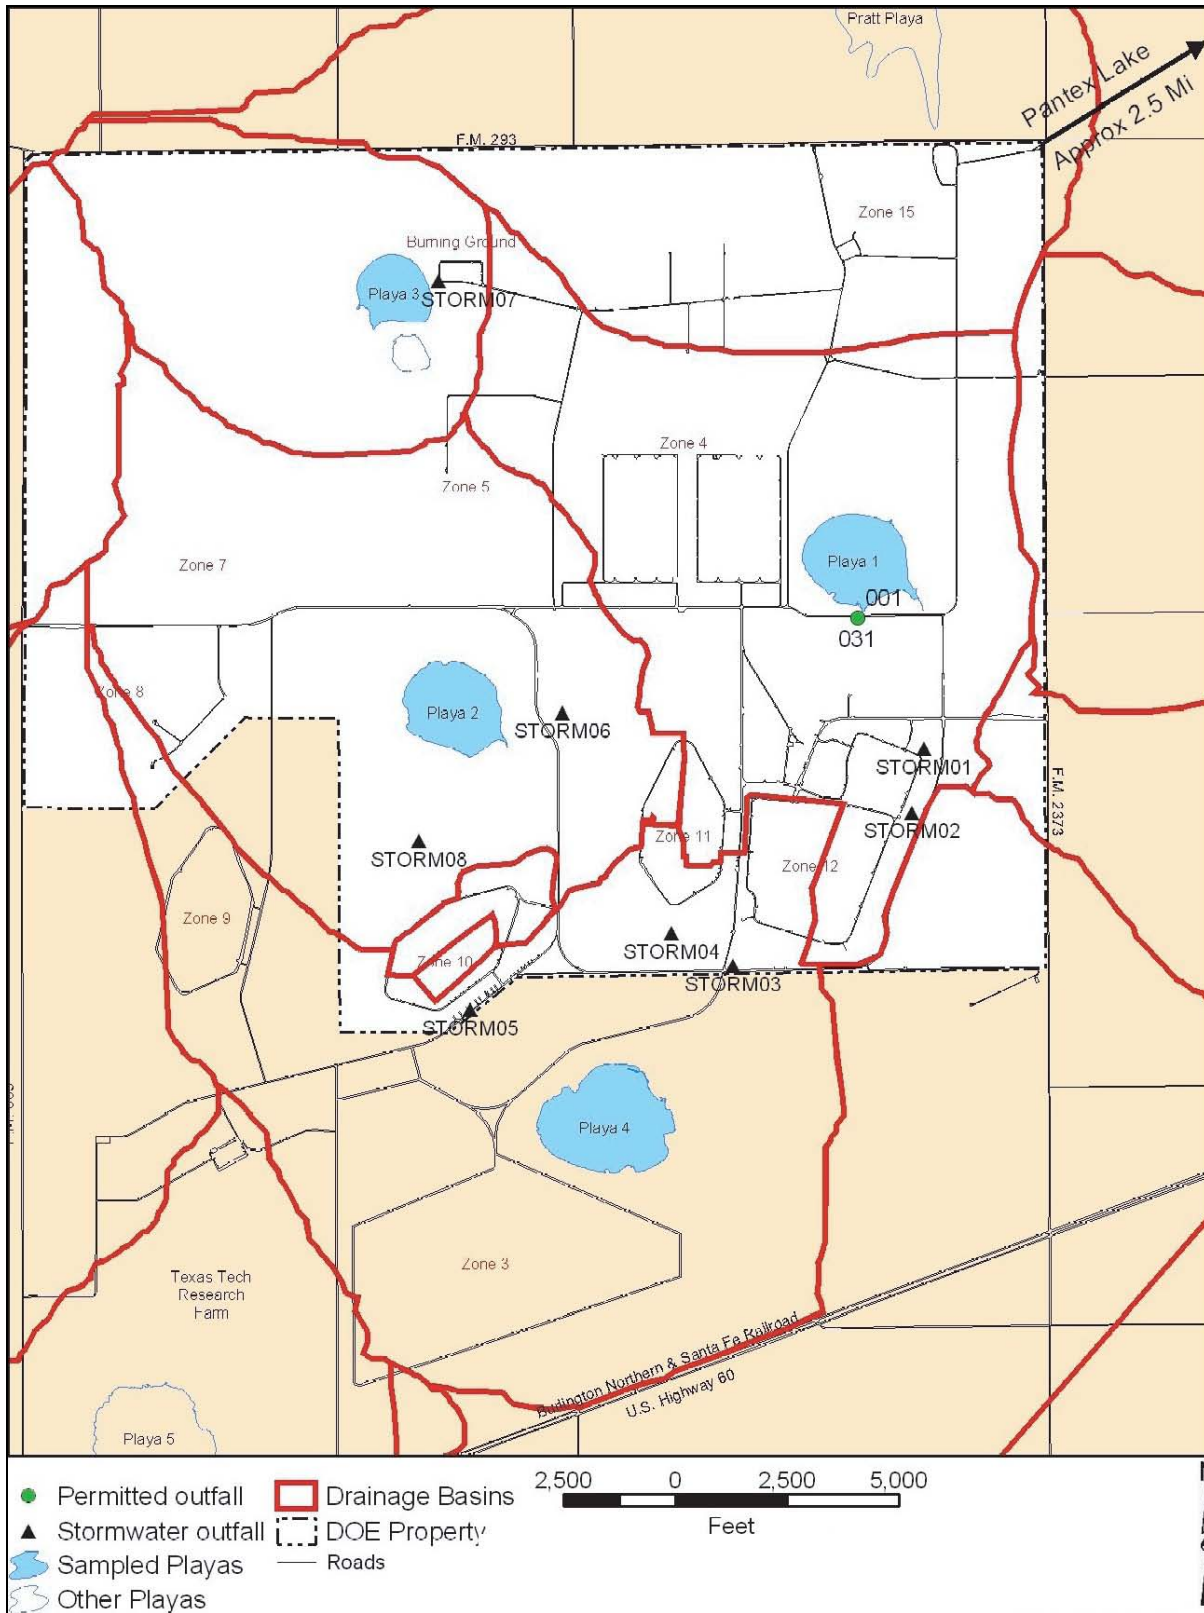 Pratt Playa
Pantex Lake
Approx 2.5 Mi
F.M. 293
Zone 15
Burning Ground
Playa 3
STORM07
Zone 4
Zone 5
Zone 7
Playa 1
001
031
Zone 8
Playa 2
STORM06
STORM01
F.M. 2373
STORM02
Zone 11
STORM08
Zone 12
Zone 9
STORM04
Zone 10
STORM03
STORM05
Playa 4
Zone 3
Texas Tech
Research
Farm
Burlington Northern & Santa Fe Railroad
U.S. Highway 60
Playa 5
Permitted outfall
Drainage Basins
Stormwater outfall
DOE Property
Sampled Playas
Roads
Other Playas
2,500 0 2,500 5,000
Feet